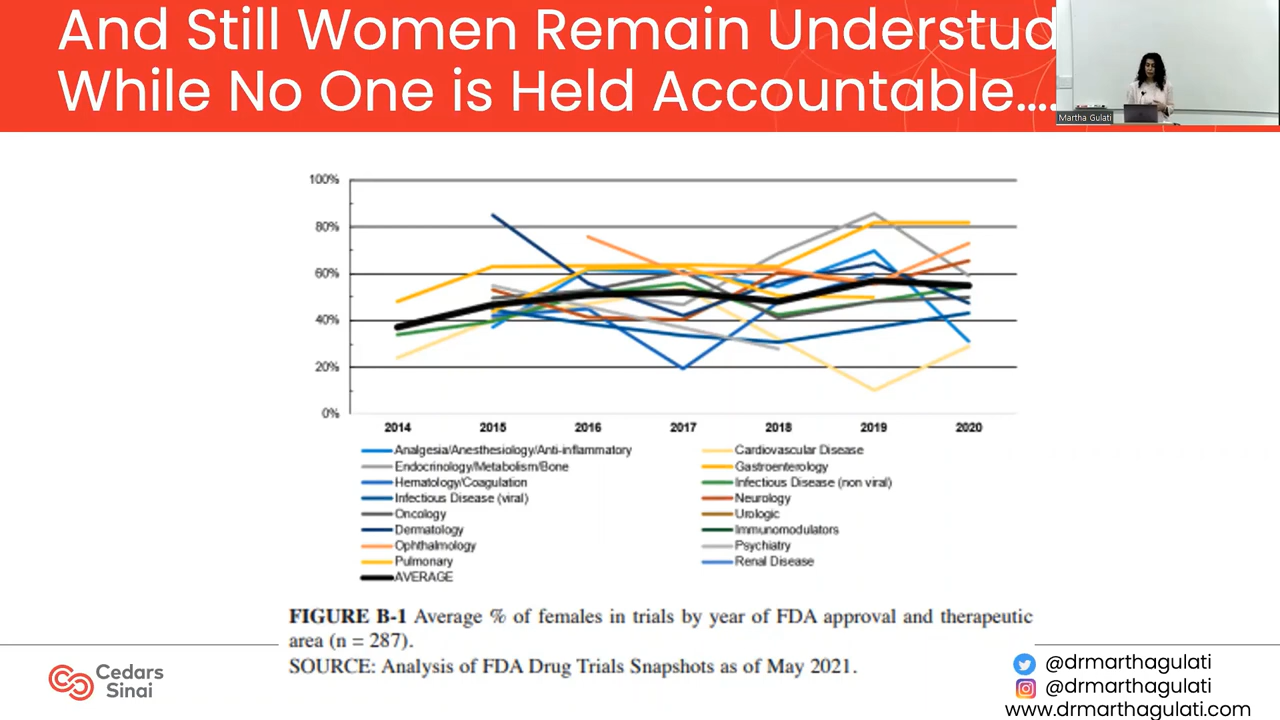 And Still Women Remain Understud
While No One is Held Accountable....
Martha Gulati
100%
80%
60%
40%
20%
0%
2014 2015 2016 2017 2018 2019 2020
Analgesia/Anesthesiology/Anti-inflammatory
Cardiovascular Disease
Endocrinology/Metabolism/Bone
Gastroenterology
Hematology/Coagulation
Infectious Disease (non viral)
Infectious Disease (viral)
Neurology
Oncology
Urologic
Dermatology
Immunomodulators
Ophthalmology
Psychiatry
Pulmonary
Renal Disease
AVERAGE
FIGURE B-1 Average % of females in trials by year of FDA approval and therapeutic
area (n = 287).
SOURCE: Analysis of FDA Drug Trials Snapshots as of May 2021.
Cedars
Sinai
@drmarthagulati
@drmarthagulati
www.drmarthagulati.com